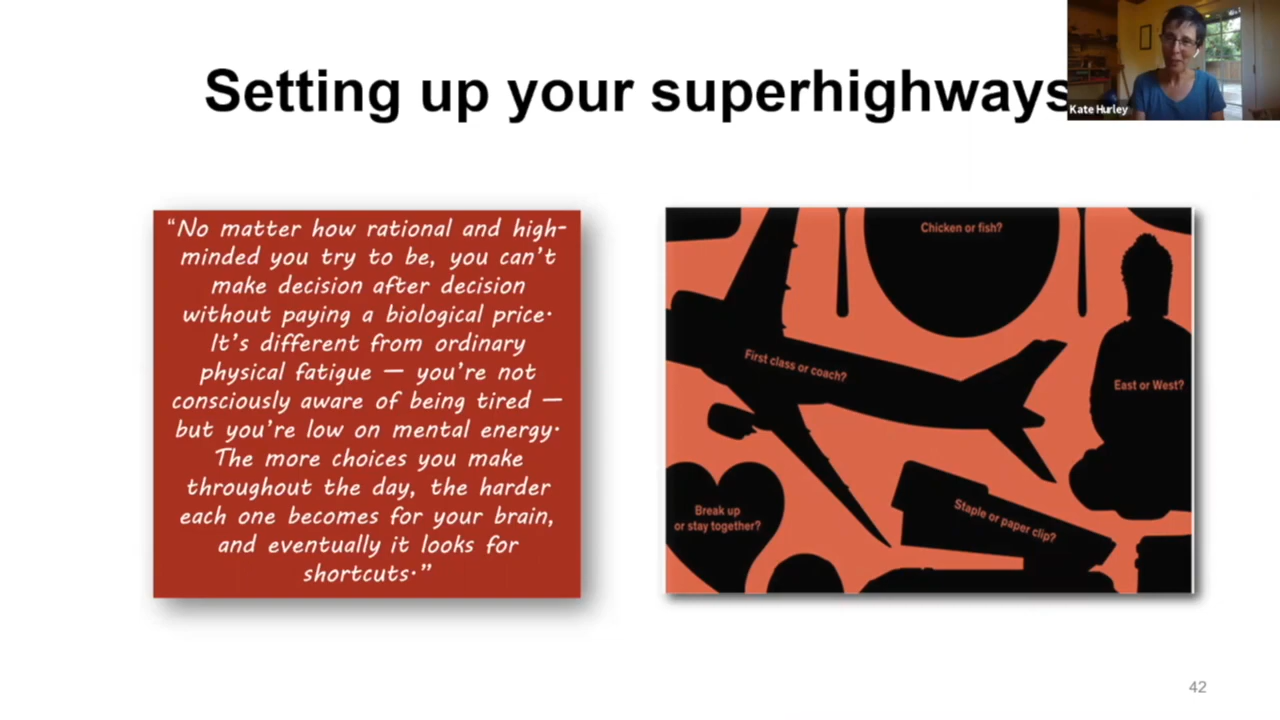 Setting up your superhighways
Kate Hurley
“No matter how rational and high-
minded you try to be, you can’t
make decision after decision
without paying a biological price.
It’s different from ordinary
physical fatigue — you’re not
consciously aware of being tired —
but you’re low on mental energy.
The more choices you make
throughout the day, the harder
each one becomes for your brain,
and eventually it looks for
shortcuts.”
Chicken or fish?
First class or coach?
East or West?
Break up
or stay together?
Staple or paper clip?
42